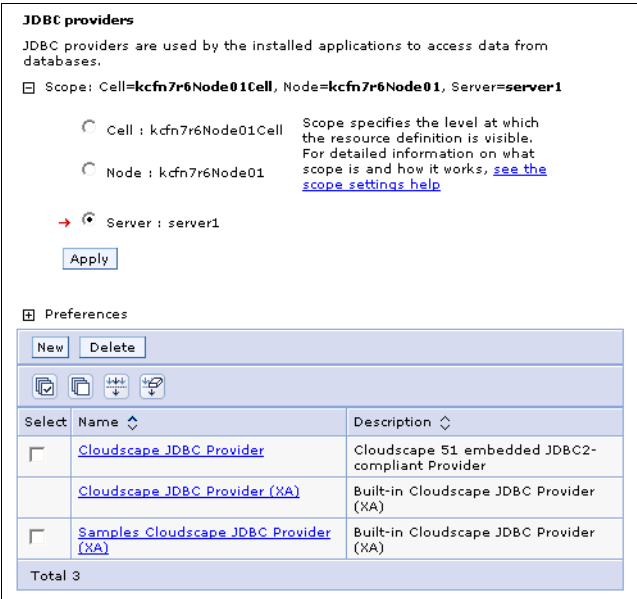 JDBC providers
JDBC providers are used by the installed applications to access data from
databases.
Scope: Cell=kcfn7r6Node01Cell, Node=kcfn7r6Node01, Server=server1
Cell : kcfn7r6Node01Cell
Scope specifies the level at which
the resource definition is visible.
For detailed information on what
scope is and how it works, see the
scope settings help
Node : kcfn7r6Node01
Server : server1
Apply
Preferences
New Delete
Select Name Description
Cloudscape JDBC Provider
Cloudscape 51 embedded JDBC2-
compliant Provider
Cloudscape JDBC Provider (XA)
Built-in Cloudscape JDBC Provider
(XA)
Samples Cloudscape JDBC Provider
(XA)
Built-in Cloudscape JDBC Provider
(XA)
Total 3